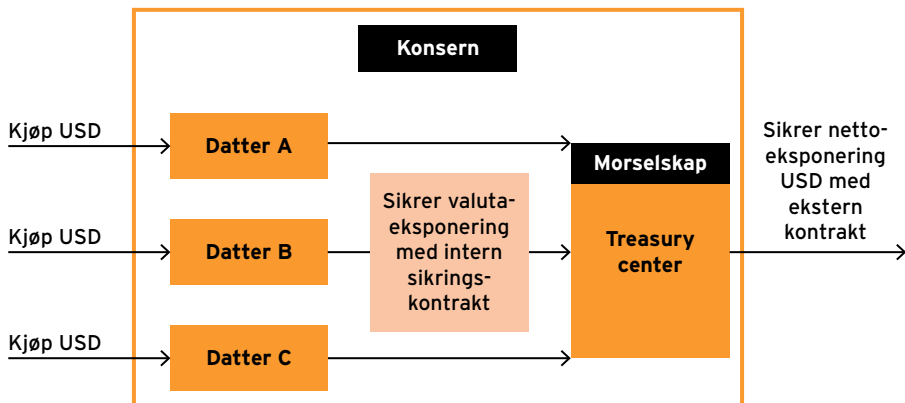 Konsern
Kjøp USD
Datter A
Kjøp USD
Datter B
Kjøp USD
Datter C
Sikrer valuta-
eksponering
med intern
sikrings-
kontrakt
Morselskap
Treasury
center
Sikrer netto-
eksponering
USD med
ekstern
kontrakt